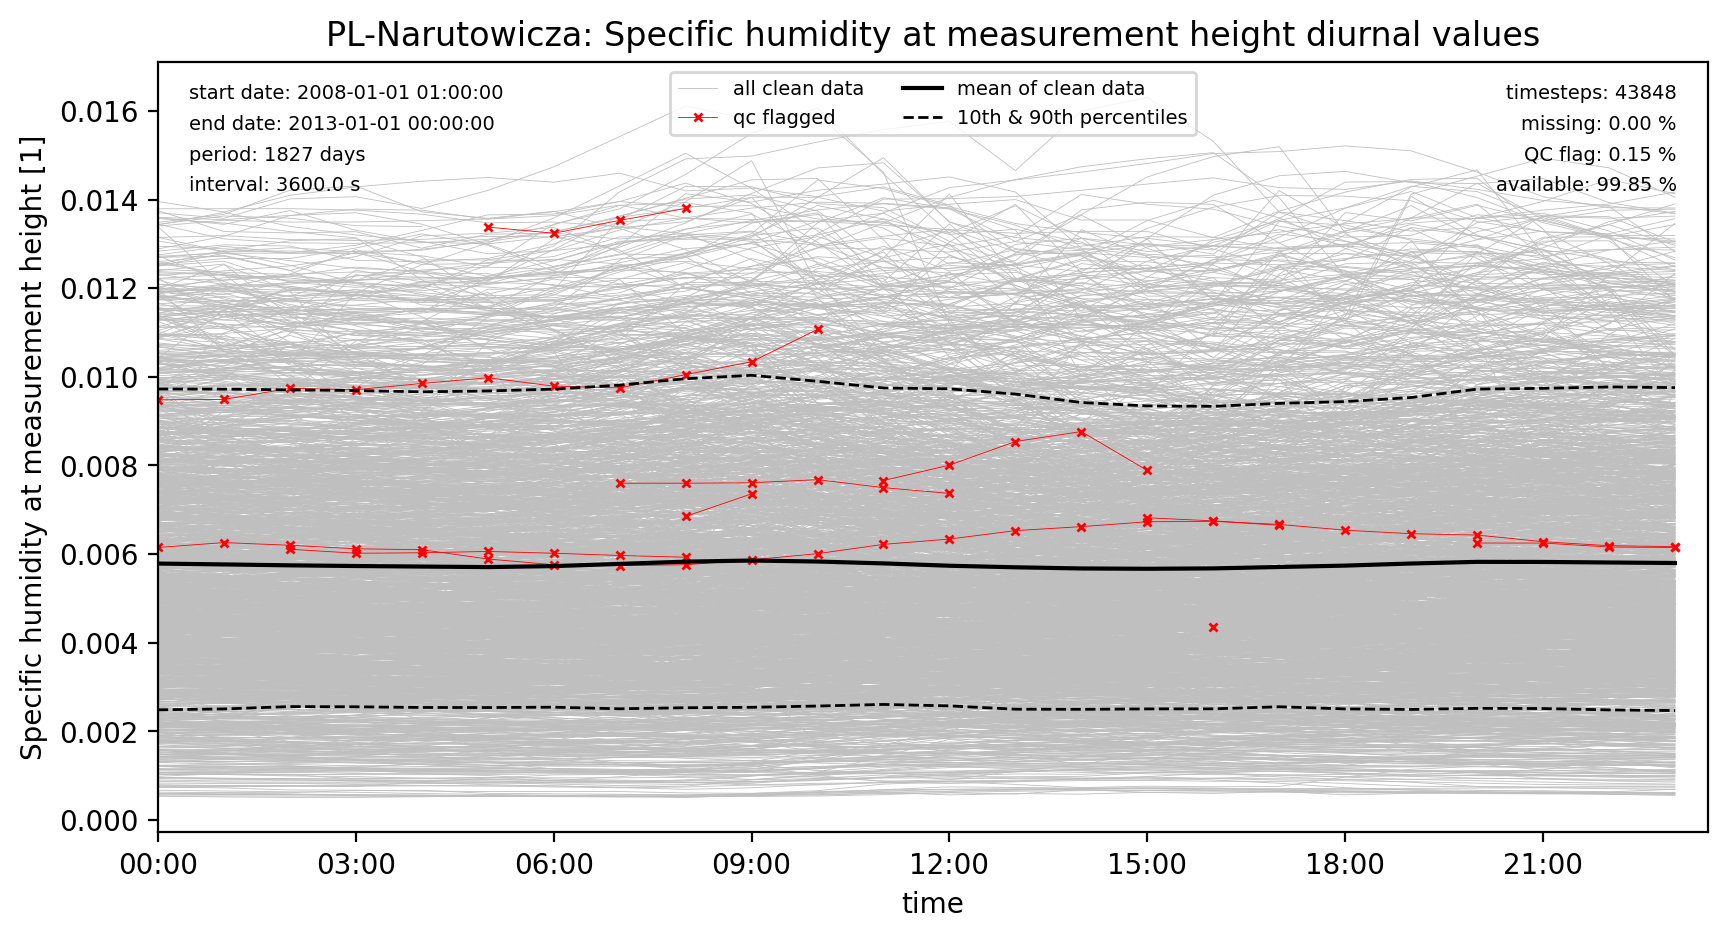 PL-Narutowicza: Specific humidity at measurement height diurnal values
start date: 2008-01-01 01:00:00
end date: 2013-01-01 00:00:00
period: 1827 days
interval: 3600.0 s
all clean data
qc flagged
mean of clean data
10th & 90th percentiles
timesteps: 43848
missing: 0.00 %
QC flag: 0.15 %
available: 99.85 %
Specific humidity at measurement height [1]
0.016
0.014
0.012
0.010
0.008
0.006
0.004
0.002
0.000
00:00
03:00
06:00
09:00
12:00
15:00
18:00
21:00
time